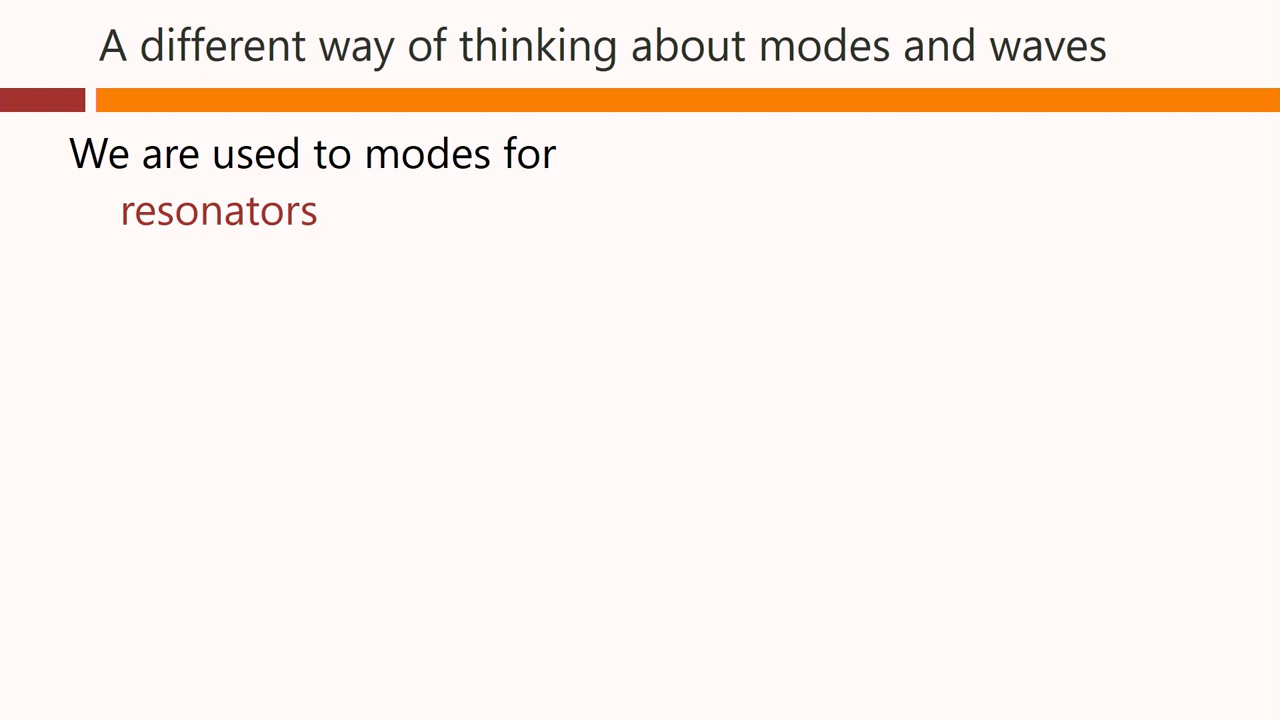 A different way of thinking about modes and waves
We are used to modes for
resonators